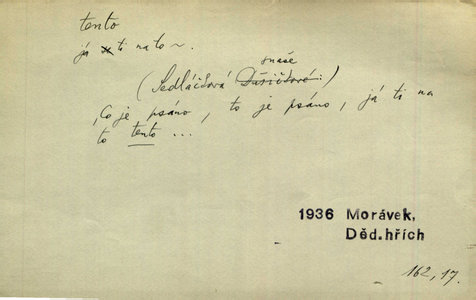 tento
já ti na to ~.
snaše
(Sedláčková Dušičková:)
„Co je psáno, to je psáno, já ti na
to tento ...
1936 Morávek,
Děd.hřích
162,17.